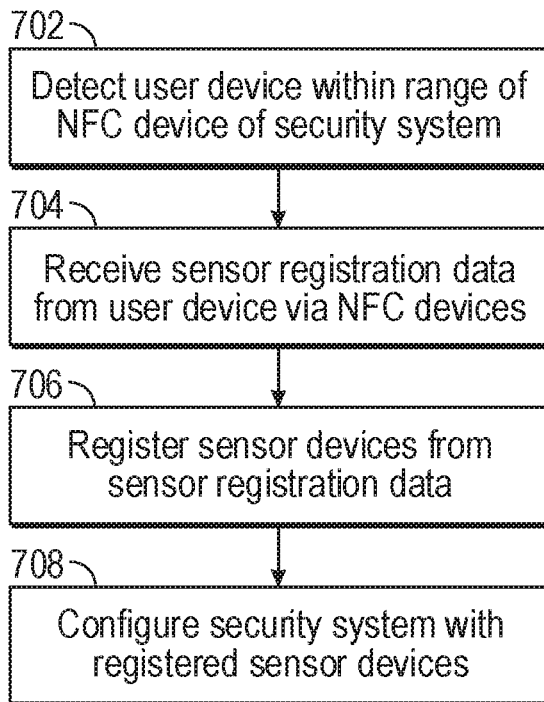 702
Detect user device within range of
NFC device of security system
704
Receive sensor registration data
from user device via NFC devices
706
Register sensor devices from
sensor registration data
708
Configure security system with
registered sensor devices